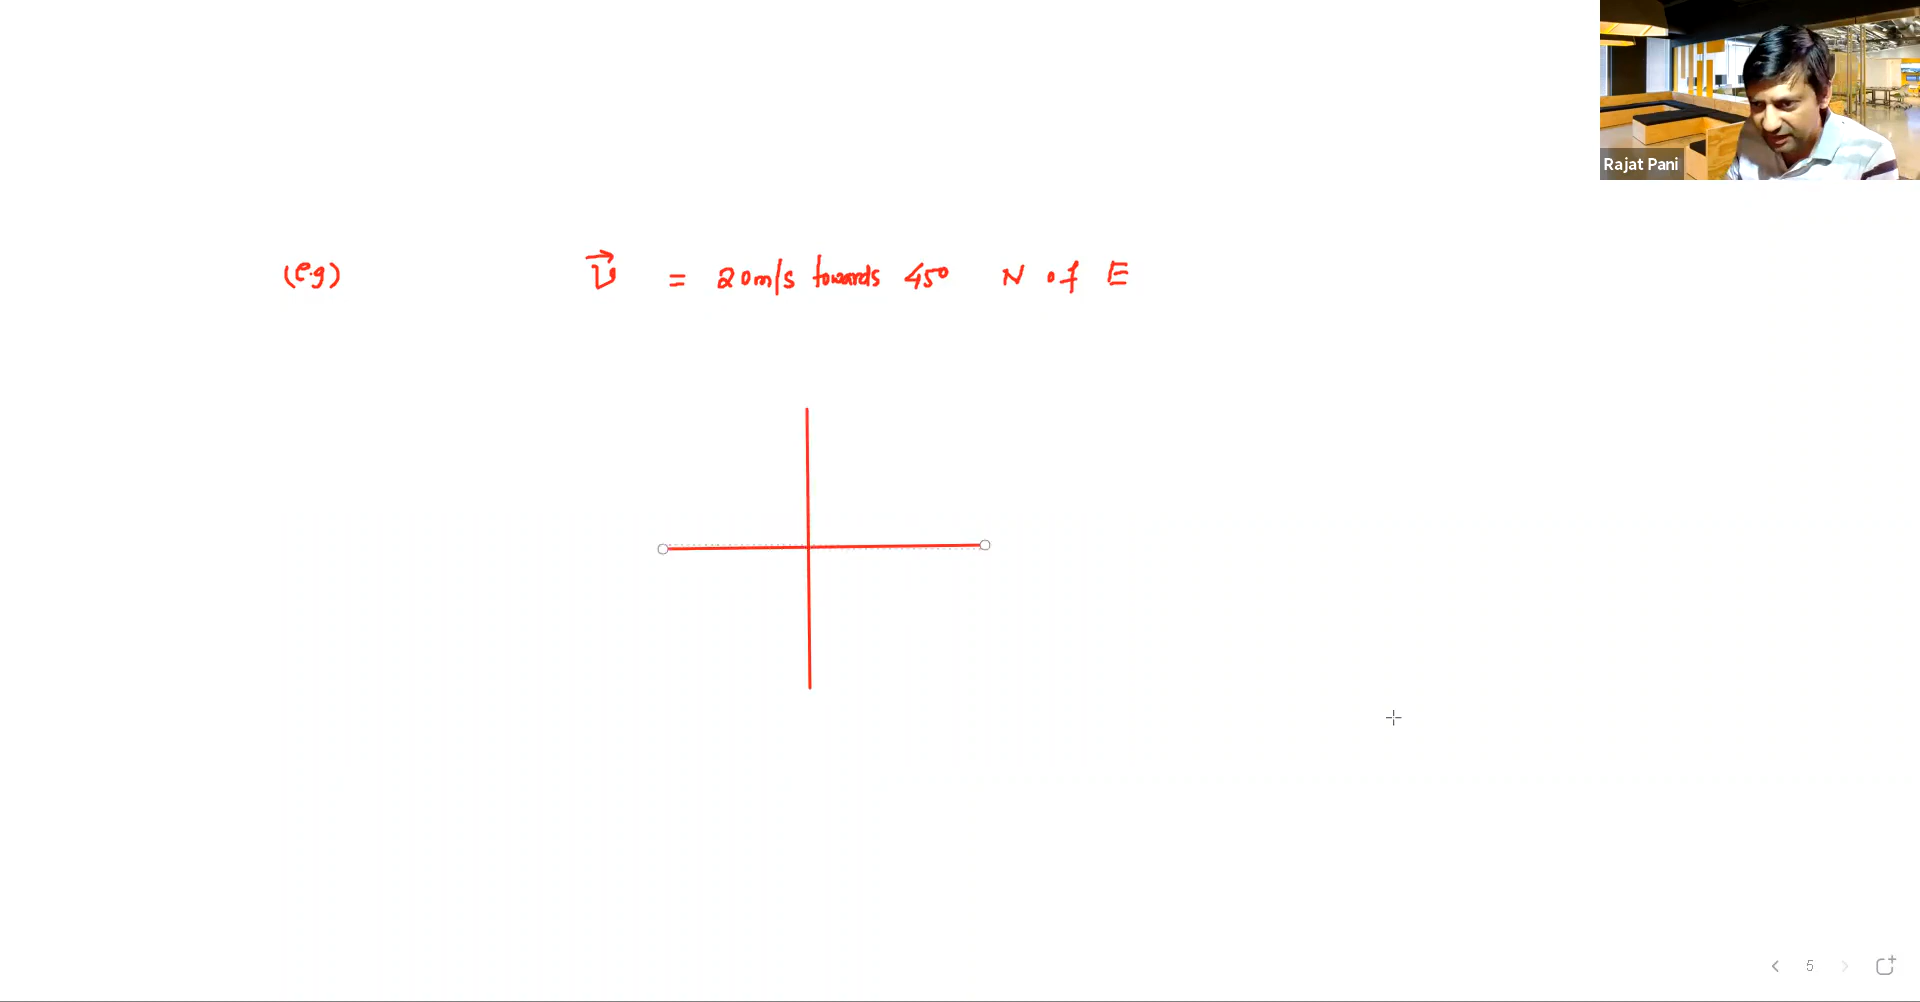 Rajat Pani
(e.g) v⃗ = 20m/s towards 45° N of E
5